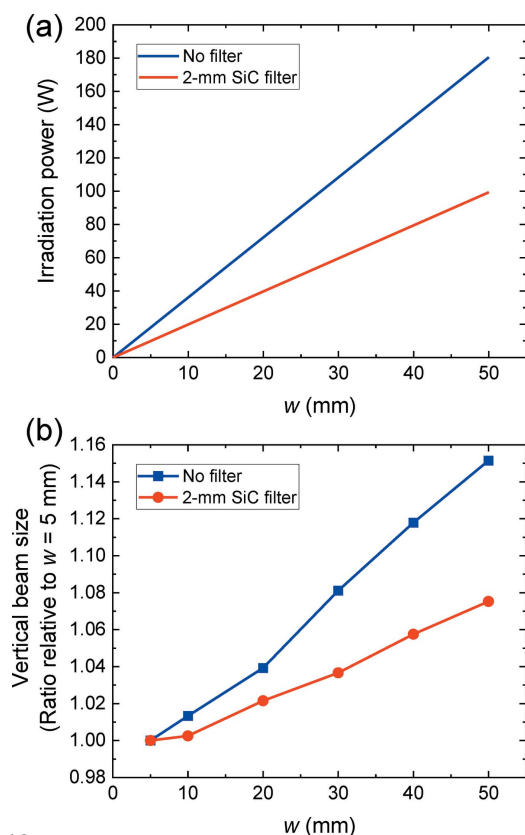 (a)
200
180
160
140
120
100
80
60
40
20
0
Irradiation power (W)
No filter
2-mm SiC filter
0 10 20 30 40 50
w (mm)
(b)
1.16
1.14
1.12
1.10
1.08
1.06
1.04
1.02
1.00
0.98
Vertical beam size
(Ratio relative to w = 5 mm)
No filter
2-mm SiC filter
0 10 20 30 40 50
w (mm)